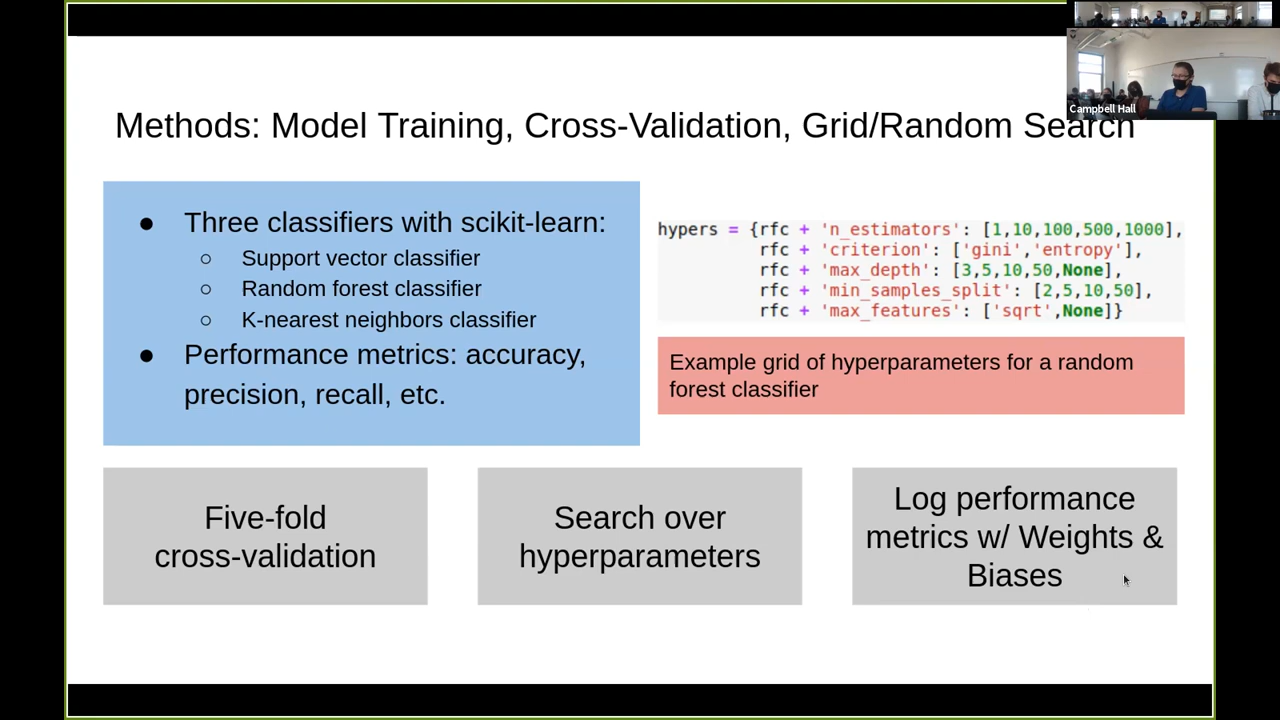 Campbell Hall
Methods: Model Training, Cross-Validation, Grid/Random Search
● Three classifiers with scikit-learn:
○ Support vector classifier
○ Random forest classifier
○ K-nearest neighbors classifier
● Performance metrics: accuracy,
precision, recall, etc.
hypers = {rfc + 'n_estimators': [1,10,100,500,1000],
rfc + 'criterion': ['gini','entropy'],
rfc + 'max_depth': [3,5,10,50,None],
rfc + 'min_samples_split': [2,5,10,50],
rfc + 'max_features': ['sqrt',None]}
Example grid of hyperparameters for a random
forest classifier
Five-fold
cross-validation
Search over
hyperparameters
Log performance
metrics w/ Weights &
Biases